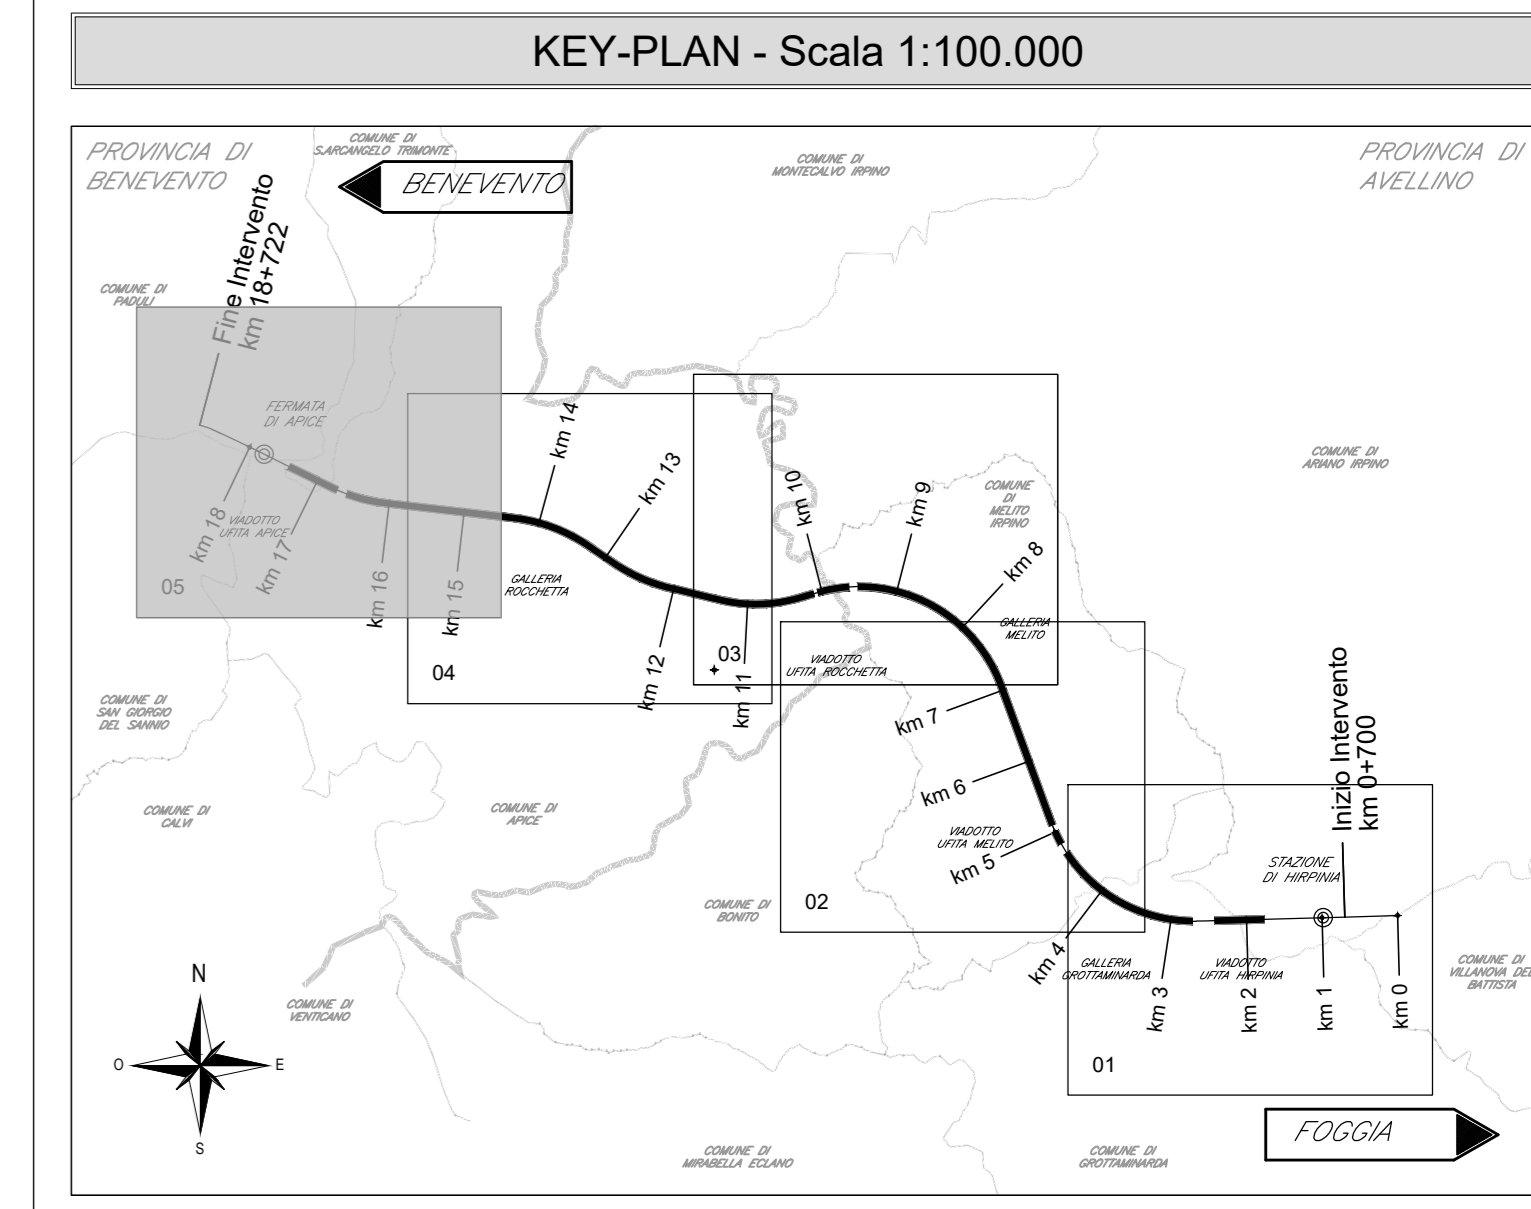 KEY-PLAN - Scala 1:100.000
PROVINCIA DI
BENEVENTO
COMUNE DI
S.ARCANGELO TRIMONTE
BENEVENTO
COMUNE DI
MONTECALVO IRPINO
PROVINCIA DI
AVELLINO
Fine Intervento
km 18+722
COMUNE DI
PADULI
FERMATA
DI APICE
km 18
VIADOTTO
UFITA APICE
km 17
km 16
km 15
05
km 14
km 13
GALLERIA
ROCCHETTA
km 12
km 11
04
03
km 10
km 9
COMUNE
DI
MELITO
IRPINO
km 8
COMUNE DI
ARIANO IRPINO
GALLERIA
MELITO
VIADOTTO
UFITA ROCCHETTA
km 7
km 6
VIADOTTO
UFITA MELITO
km 5
02
COMUNE DI
SAN GIORGIO
DEL SANNIO
COMUNE DI
CALVI
COMUNE DI
APICE
COMUNE DI
BONITO
Inizio Intervento
km 0+700
STAZIONE
DI HIRPINIA
km 4
GALLERIA
GROTTAMINARDA
km 3
VIADOTTO
UFITA HIRPINIA
km 2
km 1
km 0
COMUNE DI
VILLANOVA DEL
BATTISTA
01
COMUNE DI
VENTICANO
N
O
E
S
COMUNE DI
MIRABELLA ECLANO
COMUNE DI
GROTTAMINARDA
FOGGIA